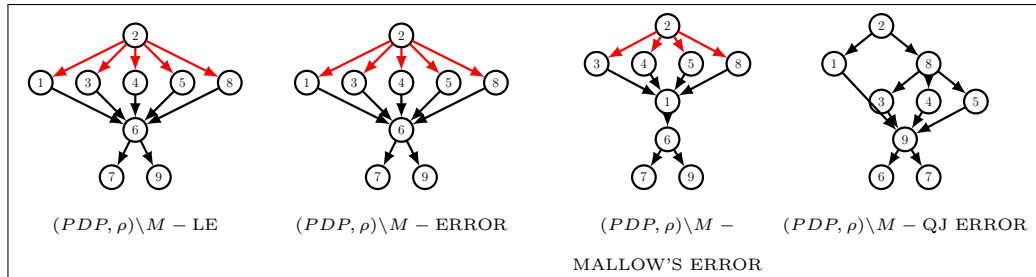 2 2 2 2
1 3 4 5 8 1 3 4 5 8 3 4 5 8 1 8
1 3 4 5
6 6 6 9
7 9 7 9 7 9 6 7
(PDP, ρ)\M − LE (PDP, ρ)\M − ERROR (PDP, ρ)\M − (PDP, ρ)\M − QJ ERROR
MALLOW'S ERROR